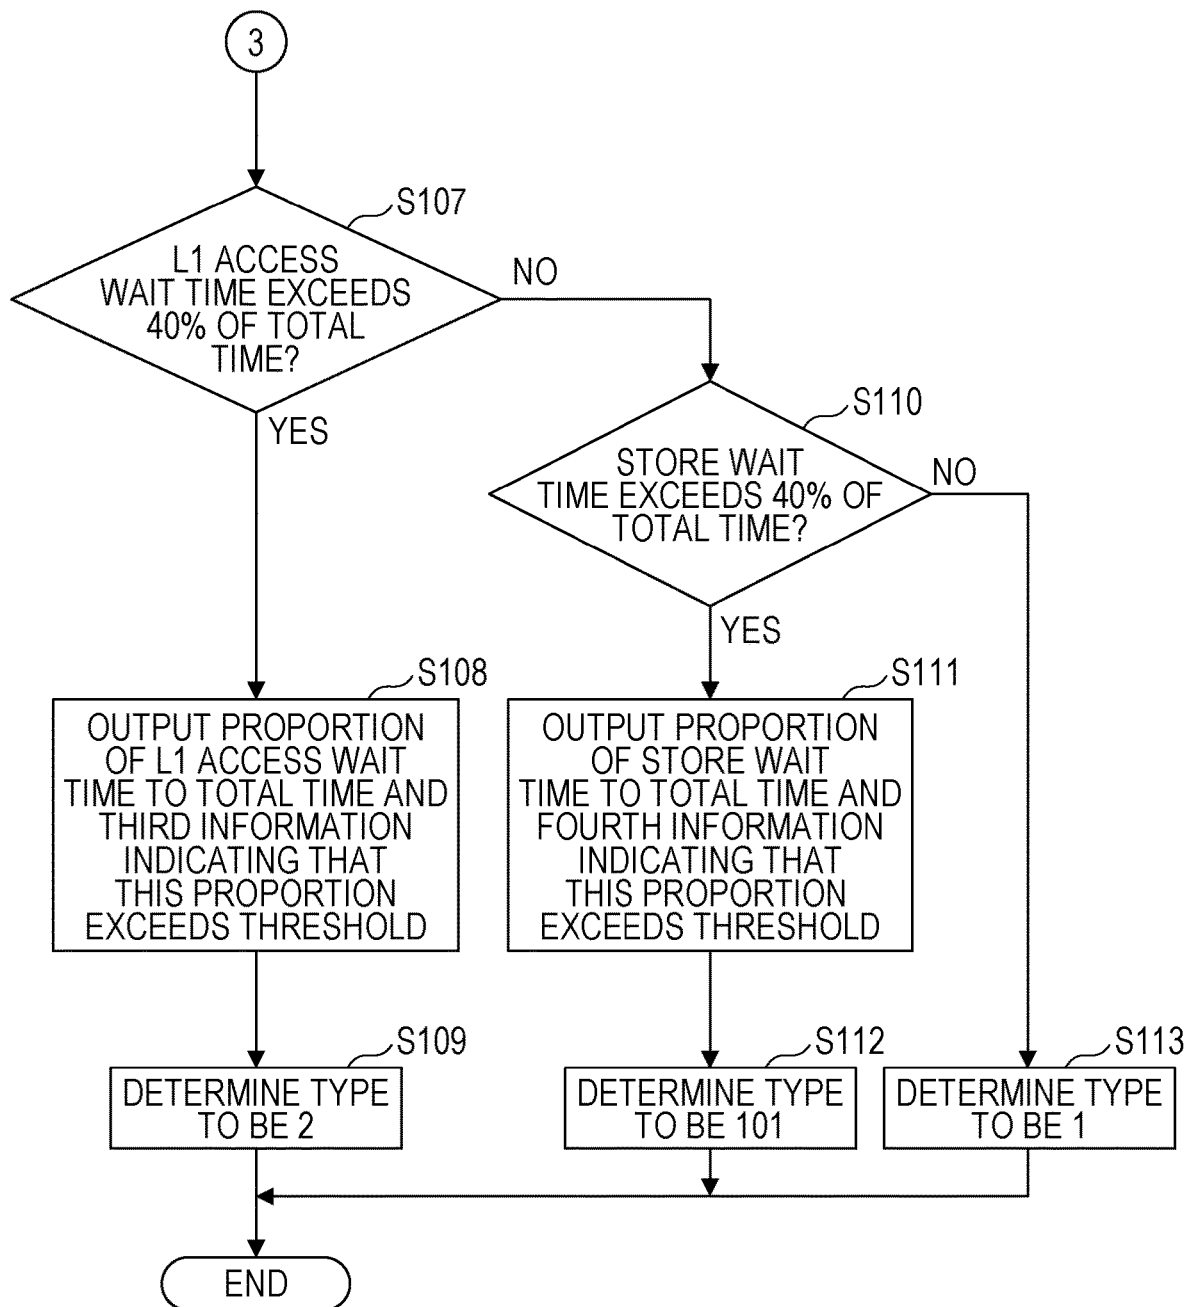 3
S107
L1 ACCESS
WAIT TIME EXCEEDS
40% OF TOTAL
TIME?
NO
YES
S110
STORE WAIT
TIME EXCEEDS 40% OF
TOTAL TIME?
NO
YES
S108
OUTPUT PROPORTION
OF L1 ACCESS WAIT
TIME TO TOTAL TIME AND
THIRD INFORMATION
INDICATING THAT
THIS PROPORTION
EXCEEDS THRESHOLD
S111
OUTPUT PROPORTION
OF STORE WAIT
TIME TO TOTAL TIME AND
FOURTH INFORMATION
INDICATING THAT
THIS PROPORTION
EXCEEDS THRESHOLD
S109
DETERMINE TYPE
TO BE 2
S112
DETERMINE TYPE
TO BE 101
S113
DETERMINE TYPE
TO BE 1
END